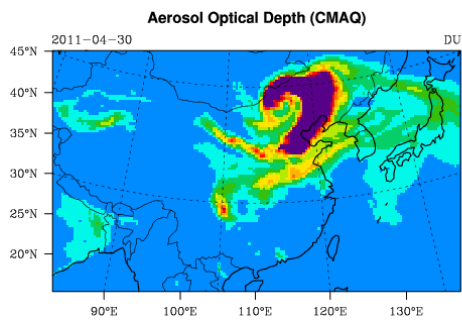 Aerosol Optical Depth (CMAQ)
2011-04-30 DU
45°N
40°N
35°N
30°N
25°N
20°N
90°E 100°E 110°E 120°E 130°E